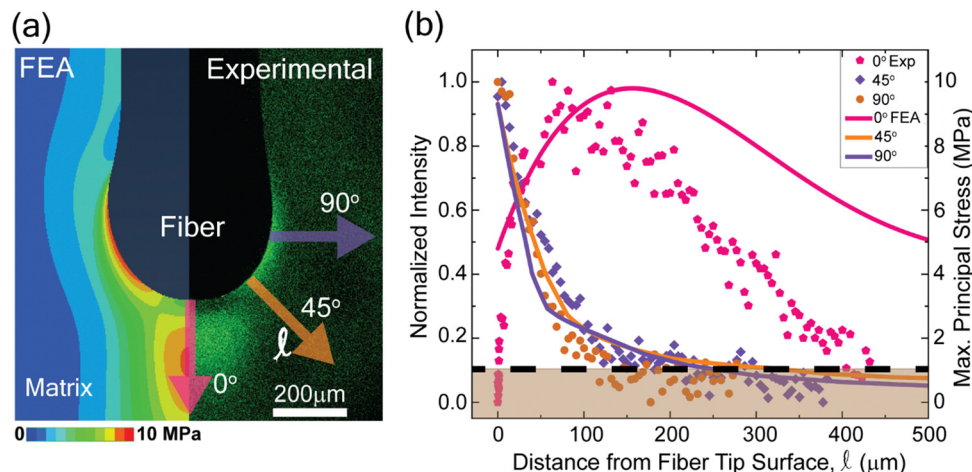 (a)
FEA
Experimental
90°
Fiber
45°
ℓ
0°
Matrix
200μm
0
10 MPa
(b)
0° Exp
45°
90°
0° FEA
45°
90°
1.0
0.8
0.6
0.4
0.2
0.0
Normalized Intensity
10
8
6
4
2
0
Max. Principal Stress (MPa)
0
100
200
300
400
500
Distance from Fiber Tip Surface, ℓ (μm)